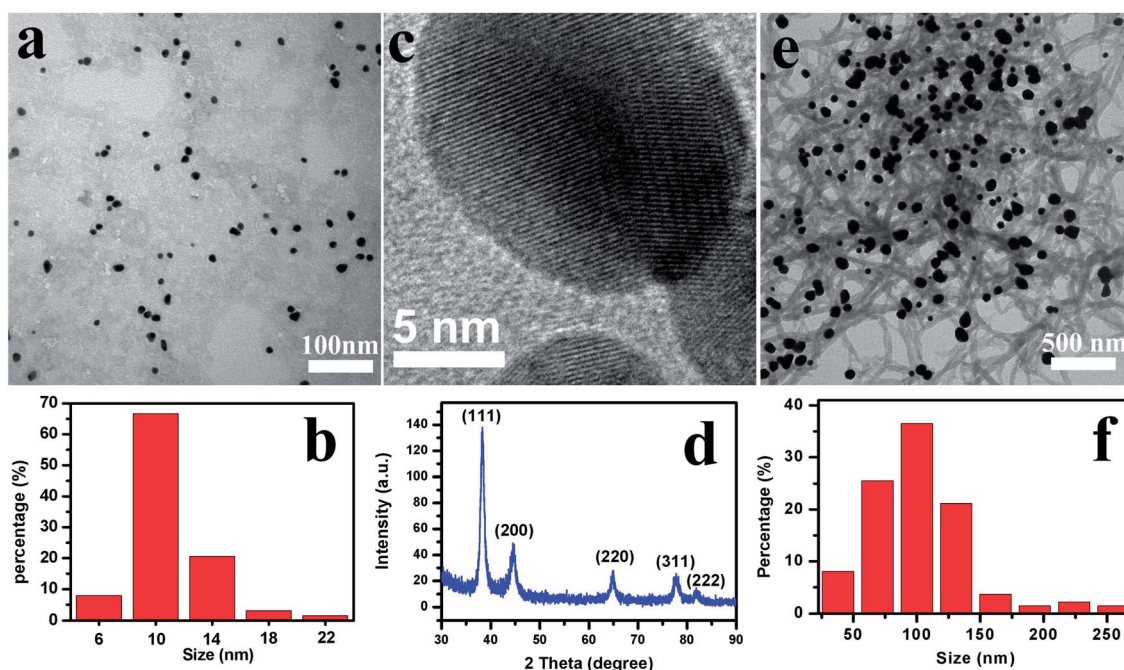 a
100nm
c
5 nm
e
500 nm
b
percentage (%)
70
60
50
40
30
20
10
0
6 10 14 18 22
Size (nm)
d
Intensity (a.u.)
140
120
100
80
60
40
20
0
(111)
(200)
(220)
(311)
(222)
30 40 50 60 70 80 90
2 Theta (degree)
f
Percentage (%)
40
30
20
10
0
50 100 150 200 250
Size (nm)